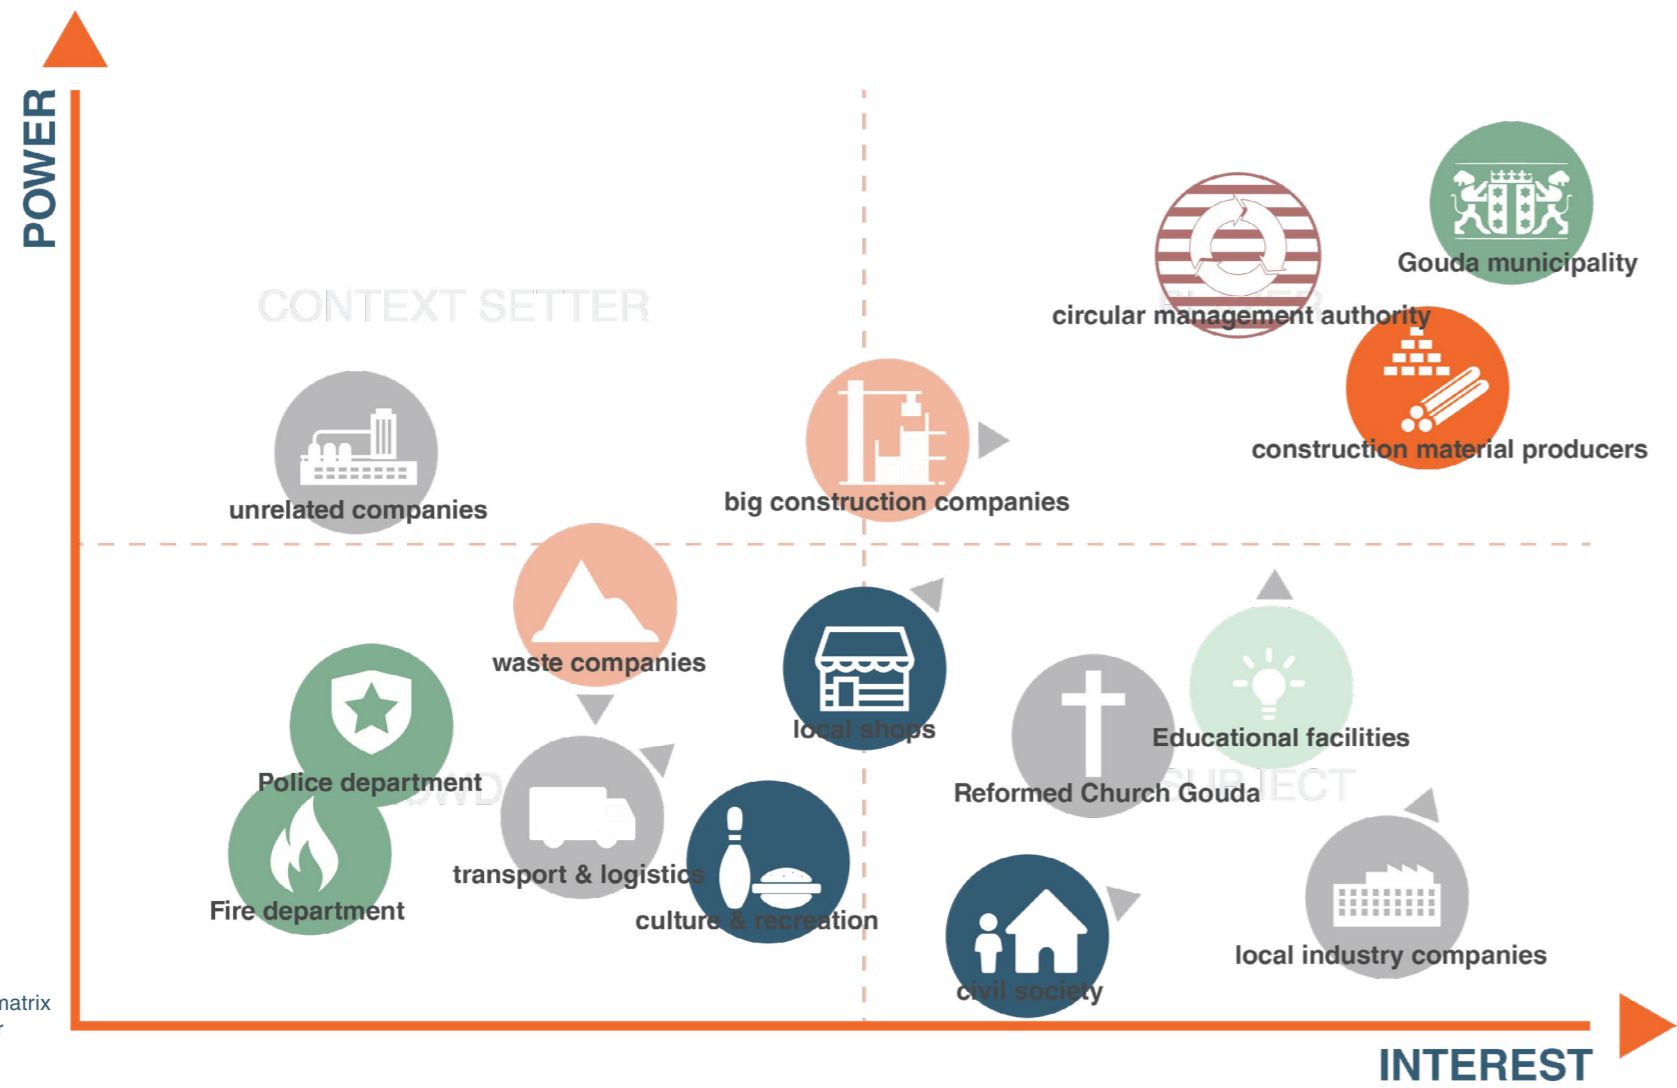 POWER
Gouda municipality
CONTEXT SETTER
circular management authority
construction material producers
big construction companies
unrelated companies
waste companies
local shops
Educational facilities
Police department
Reformed Church Gouda
SUBJECT
transport & logistics
Fire department
culture & recreation
local industry companies
civil society
matrix
INTEREST